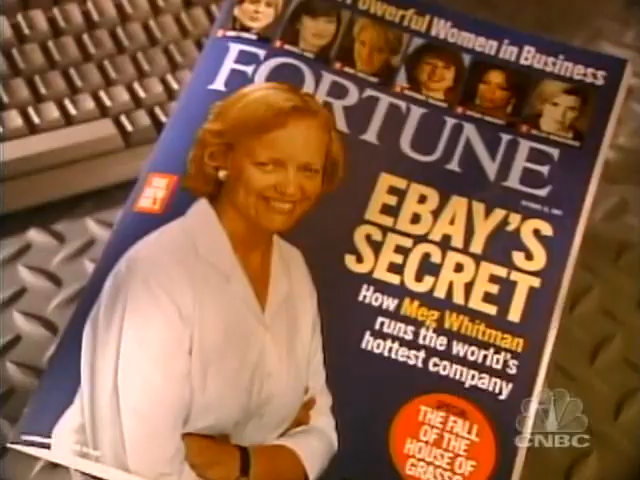 Powerful Women in Business
FORTUNE
EBAY'S
SECRET
How Meg Whitman
runs the world's
hottest company
THE FALL
OF THE
HOUSE OF
CNBC